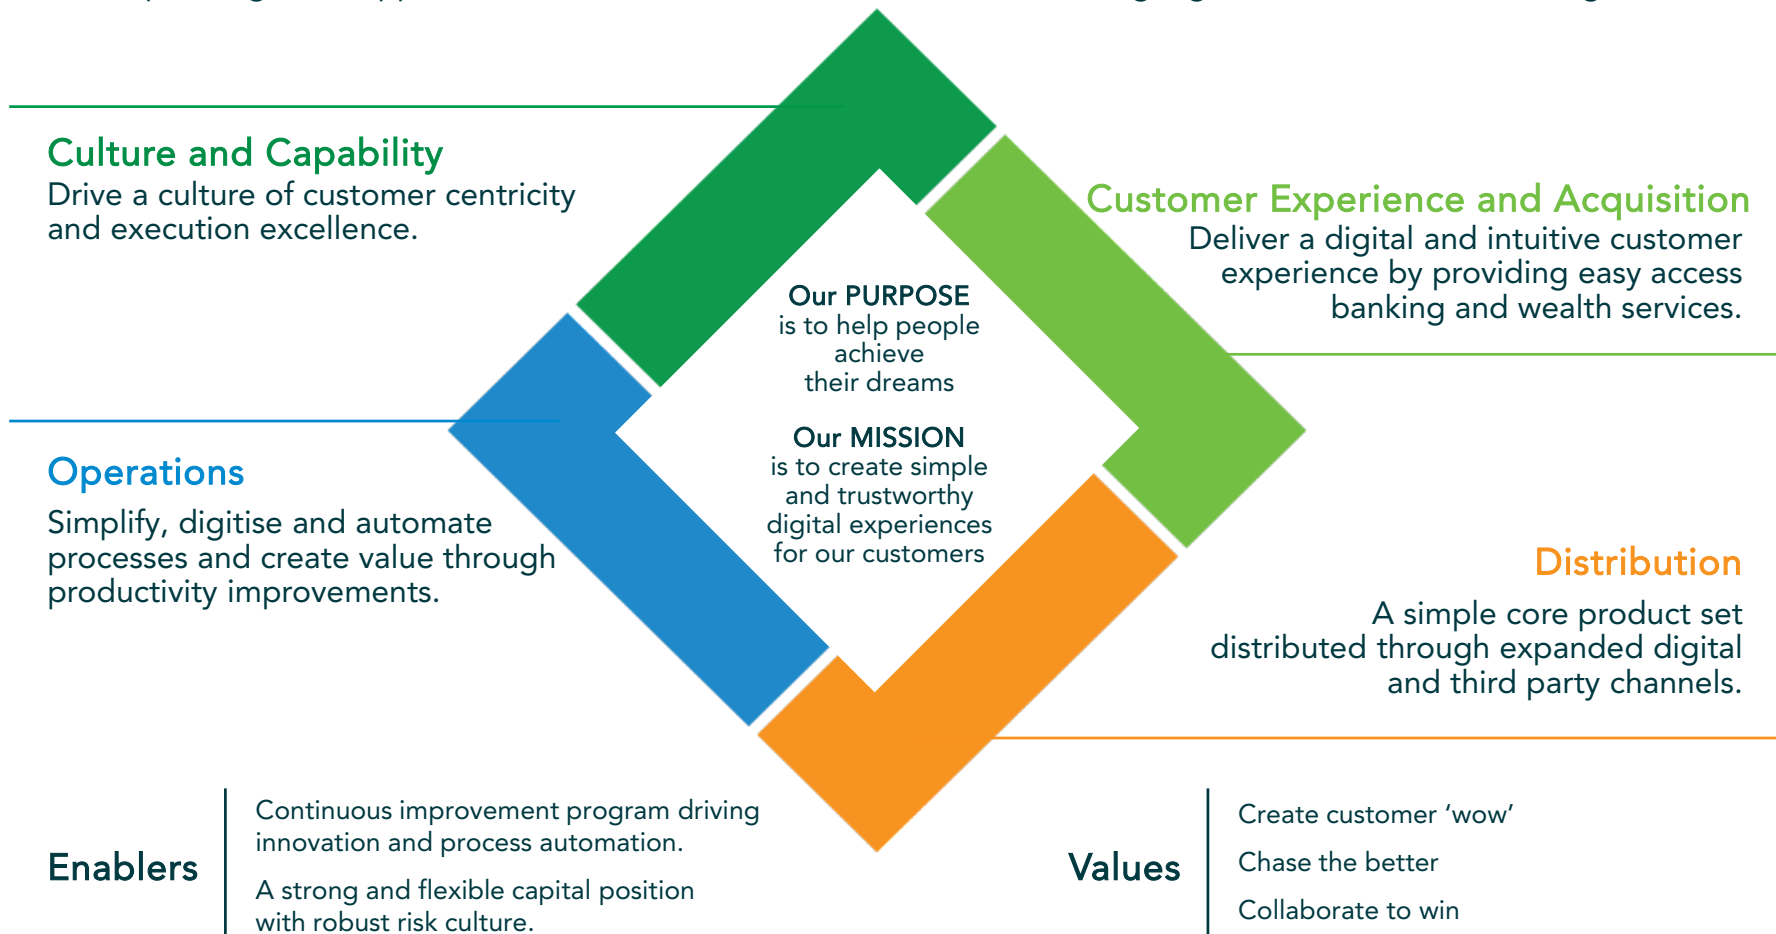 Culture and Capability
Drive a culture of customer centricity
and execution excellence.
Customer Experience and Acquisition
Deliver a digital and intuitive customer
experience by providing easy access
banking and wealth services.
Our PURPOSE
is to help people
achieve
their dreams
Our MISSION
is to create simple
and trustworthy
digital experiences
for our customers
Operations
Simplify, digitise and automate
processes and create value through
productivity improvements.
Distribution
A simple core product set
distributed through expanded digital
and third party channels.
Enablers
Continuous improvement program driving
innovation and process automation.
A strong and flexible capital position
with robust risk culture.
Values
Create customer ‘wow’
Chase the better
Collaborate to win